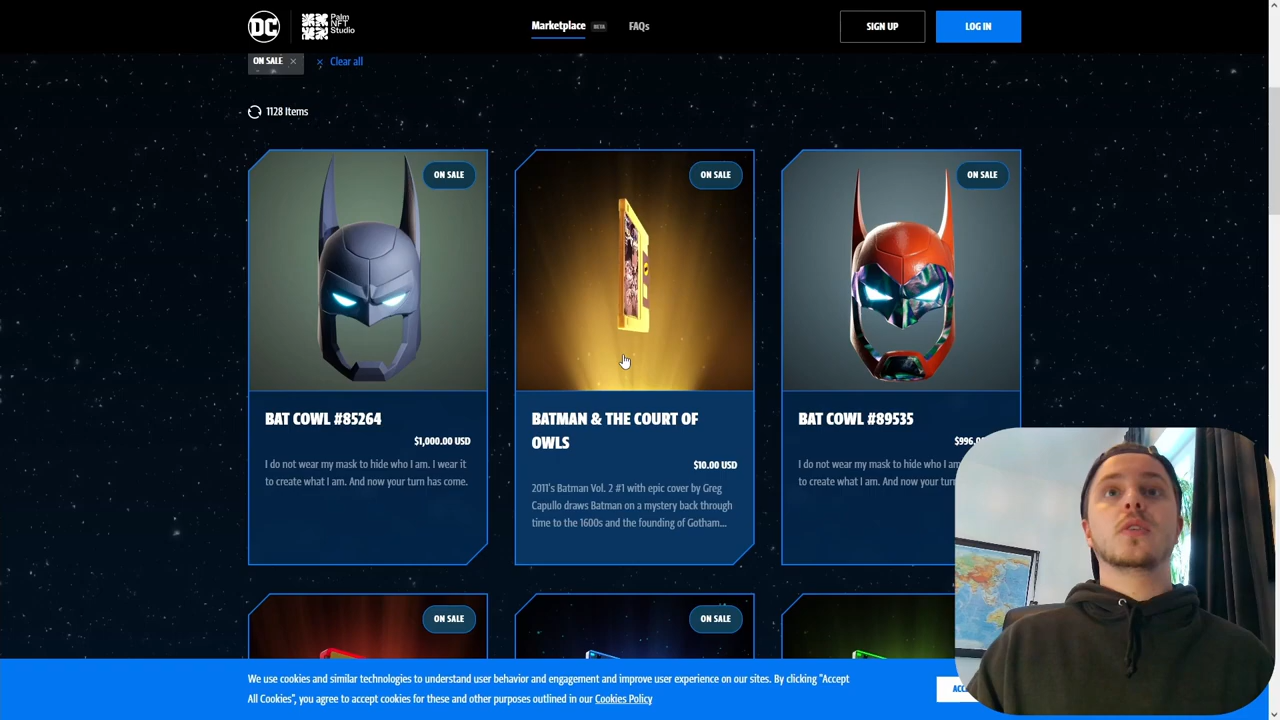 DC
Palm
NFT
Studio
Marketplace BETA
FAQs
SIGN UP
LOG IN
ON SALE ×
× Clear all
1128 Items
ON SALE
BAT COWL #85264
$1,000.00 USD
I do not wear my mask to hide who I am. I wear it
to create what I am. And now your turn has come.
ON SALE
BATMAN & THE COURT OF
OWLS
$10.00 USD
2011's Batman Vol. 2 #1 with epic cover by Greg
Capullo draws Batman on a mystery back through
time to the 1600s and the founding of Gotham...
ON SALE
BAT COWL #89535
$996.
I do not wear my mask to hide who I am
to create what I am. And now your turn
ON SALE
ON SALE
ON SALE
We use cookies and similar technologies to understand user behavior and engagement and improve user experience on our sites. By clicking "Accept
All Cookies", you agree to accept cookies for these and other purposes outlined in our Cookies Policy